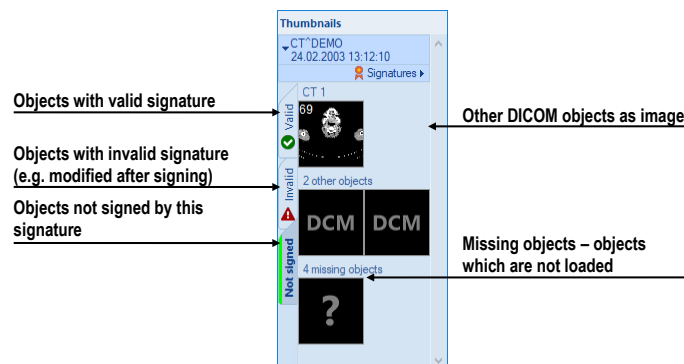 Thumbnails
CT^DEMO
24.02.2003 13:12:10
Signatures
CT 1
69
Valid
Invalid
2 other objects
DCM DCM
Not signed
4 missing objects
?
Objects with valid signature
Objects with invalid signature
(e.g. modified after signing)
Objects not signed by this
signature
Other DICOM objects as image
Missing objects – objects
which are not loaded